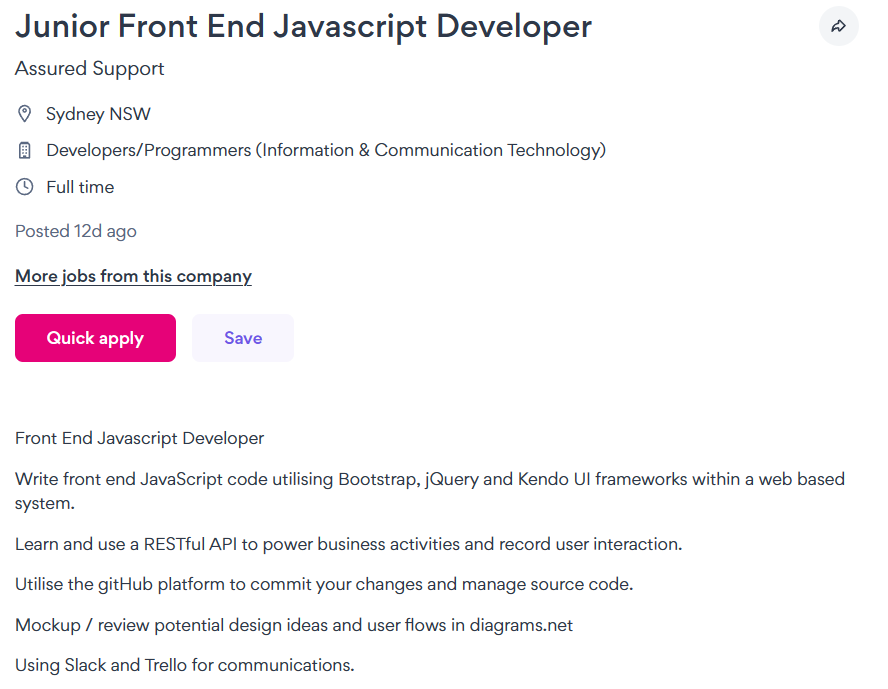 Junior Front End Javascript Developer
Assured Support
Sydney NSW
Developers/Programmers (Information & Communication Technology)
Full time
Posted 12d ago
More jobs from this company
Quick apply
Save
Front End Javascript Developer
Write front end JavaScript code utilising Bootstrap, jQuery and Kendo UI frameworks within a web based
system.
Learn and use a RESTful API to power business activities and record user interaction.
Utilise the gitHub platform to commit your changes and manage source code.
Mockup / review potential design ideas and user flows in diagrams.net
Using Slack and Trello for communications.